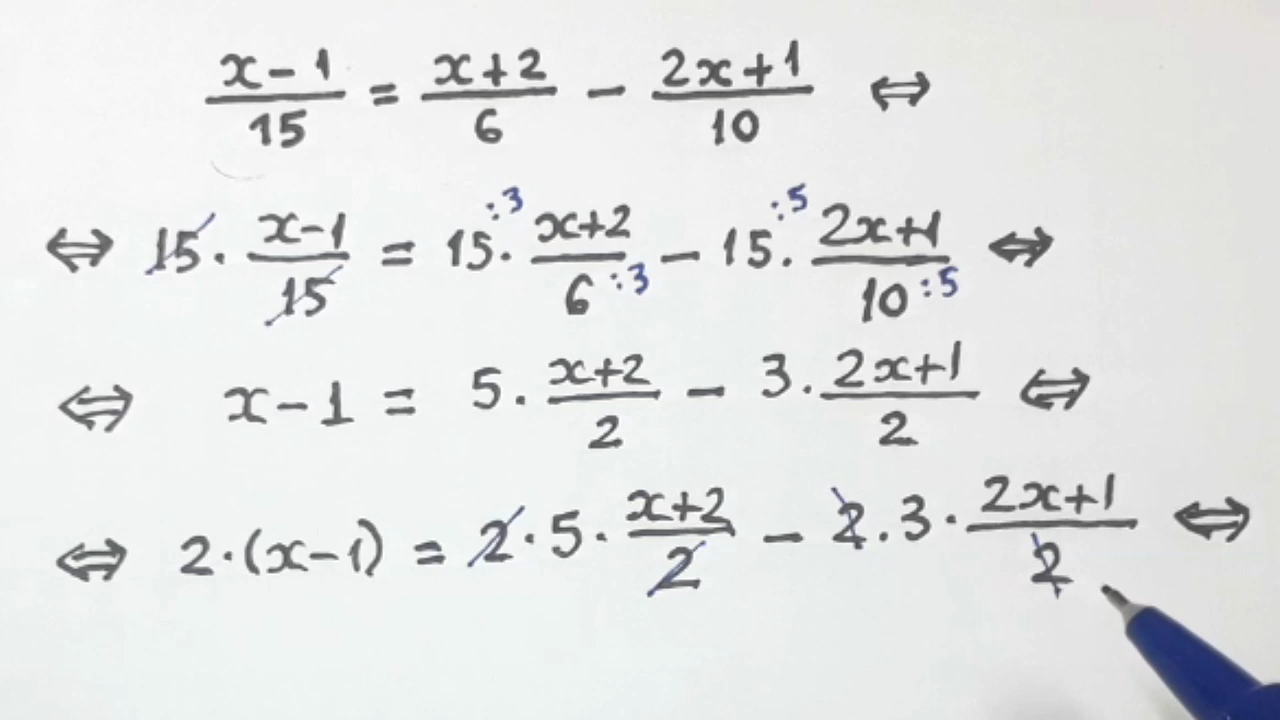 x-1/15 = x+2/6 - 2x+1/10 ⇔
⇔ 15 · x-1/15 = 15:3 · x+2/6:3 - 15:5 · 2x+1/10:5 ⇔
⇔ x-1 = 5 · x+2/2 - 3 · 2x+1/2 ⇔
⇔ 2·(x-1) = 2·5· x+2/2 - 2·3· 2x+1/2 ⇔